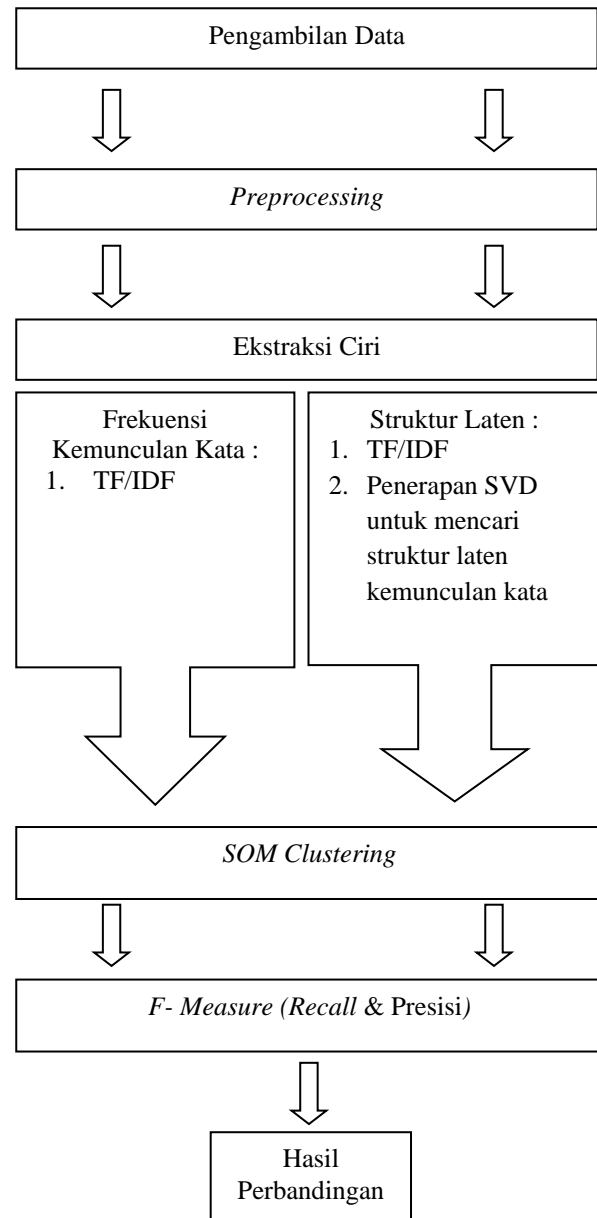 Pengambilan Data
Preprocessing
Ekstraksi Ciri
Frekuensi
Kemunculan Kata :
1. TF/IDF
Struktur Laten :
1. TF/IDF
2. Penerapan SVD
untuk mencari
struktur laten
kemunculan kata
SOM Clustering
F- Measure (Recall & Presisi)
Hasil
Perbandingan